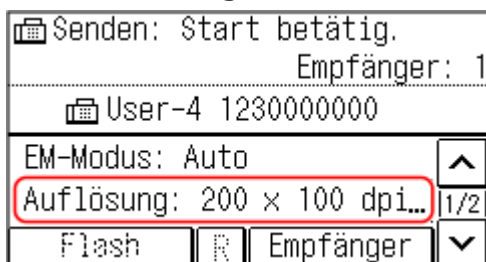 Senden: Start betätig.
Empfänger: 1
User-4 1230000000
EM-Modus: Auto
Auflösung: 200 x 100 dpi…
1/2
Flash R Empfänger